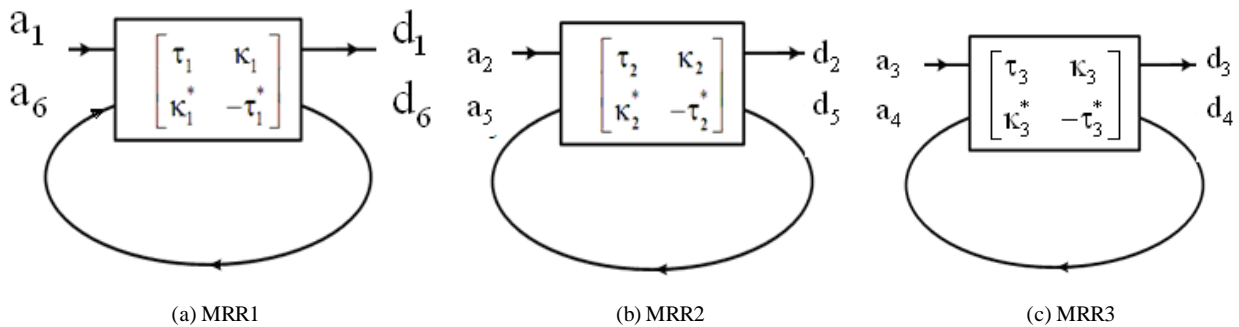 a₁ [τ₁ κ₁ d₁
a₆ κ₁* −τ₁*] d₆
(a) MRR1
a₂ [τ₂ κ₂ d₂
a₅ κ₂* −τ₂*] d₅
(b) MRR2
a₃ [τ₃ κ₃ d₃
a₄ κ₃* −τ₃*] d₄
(c) MRR3